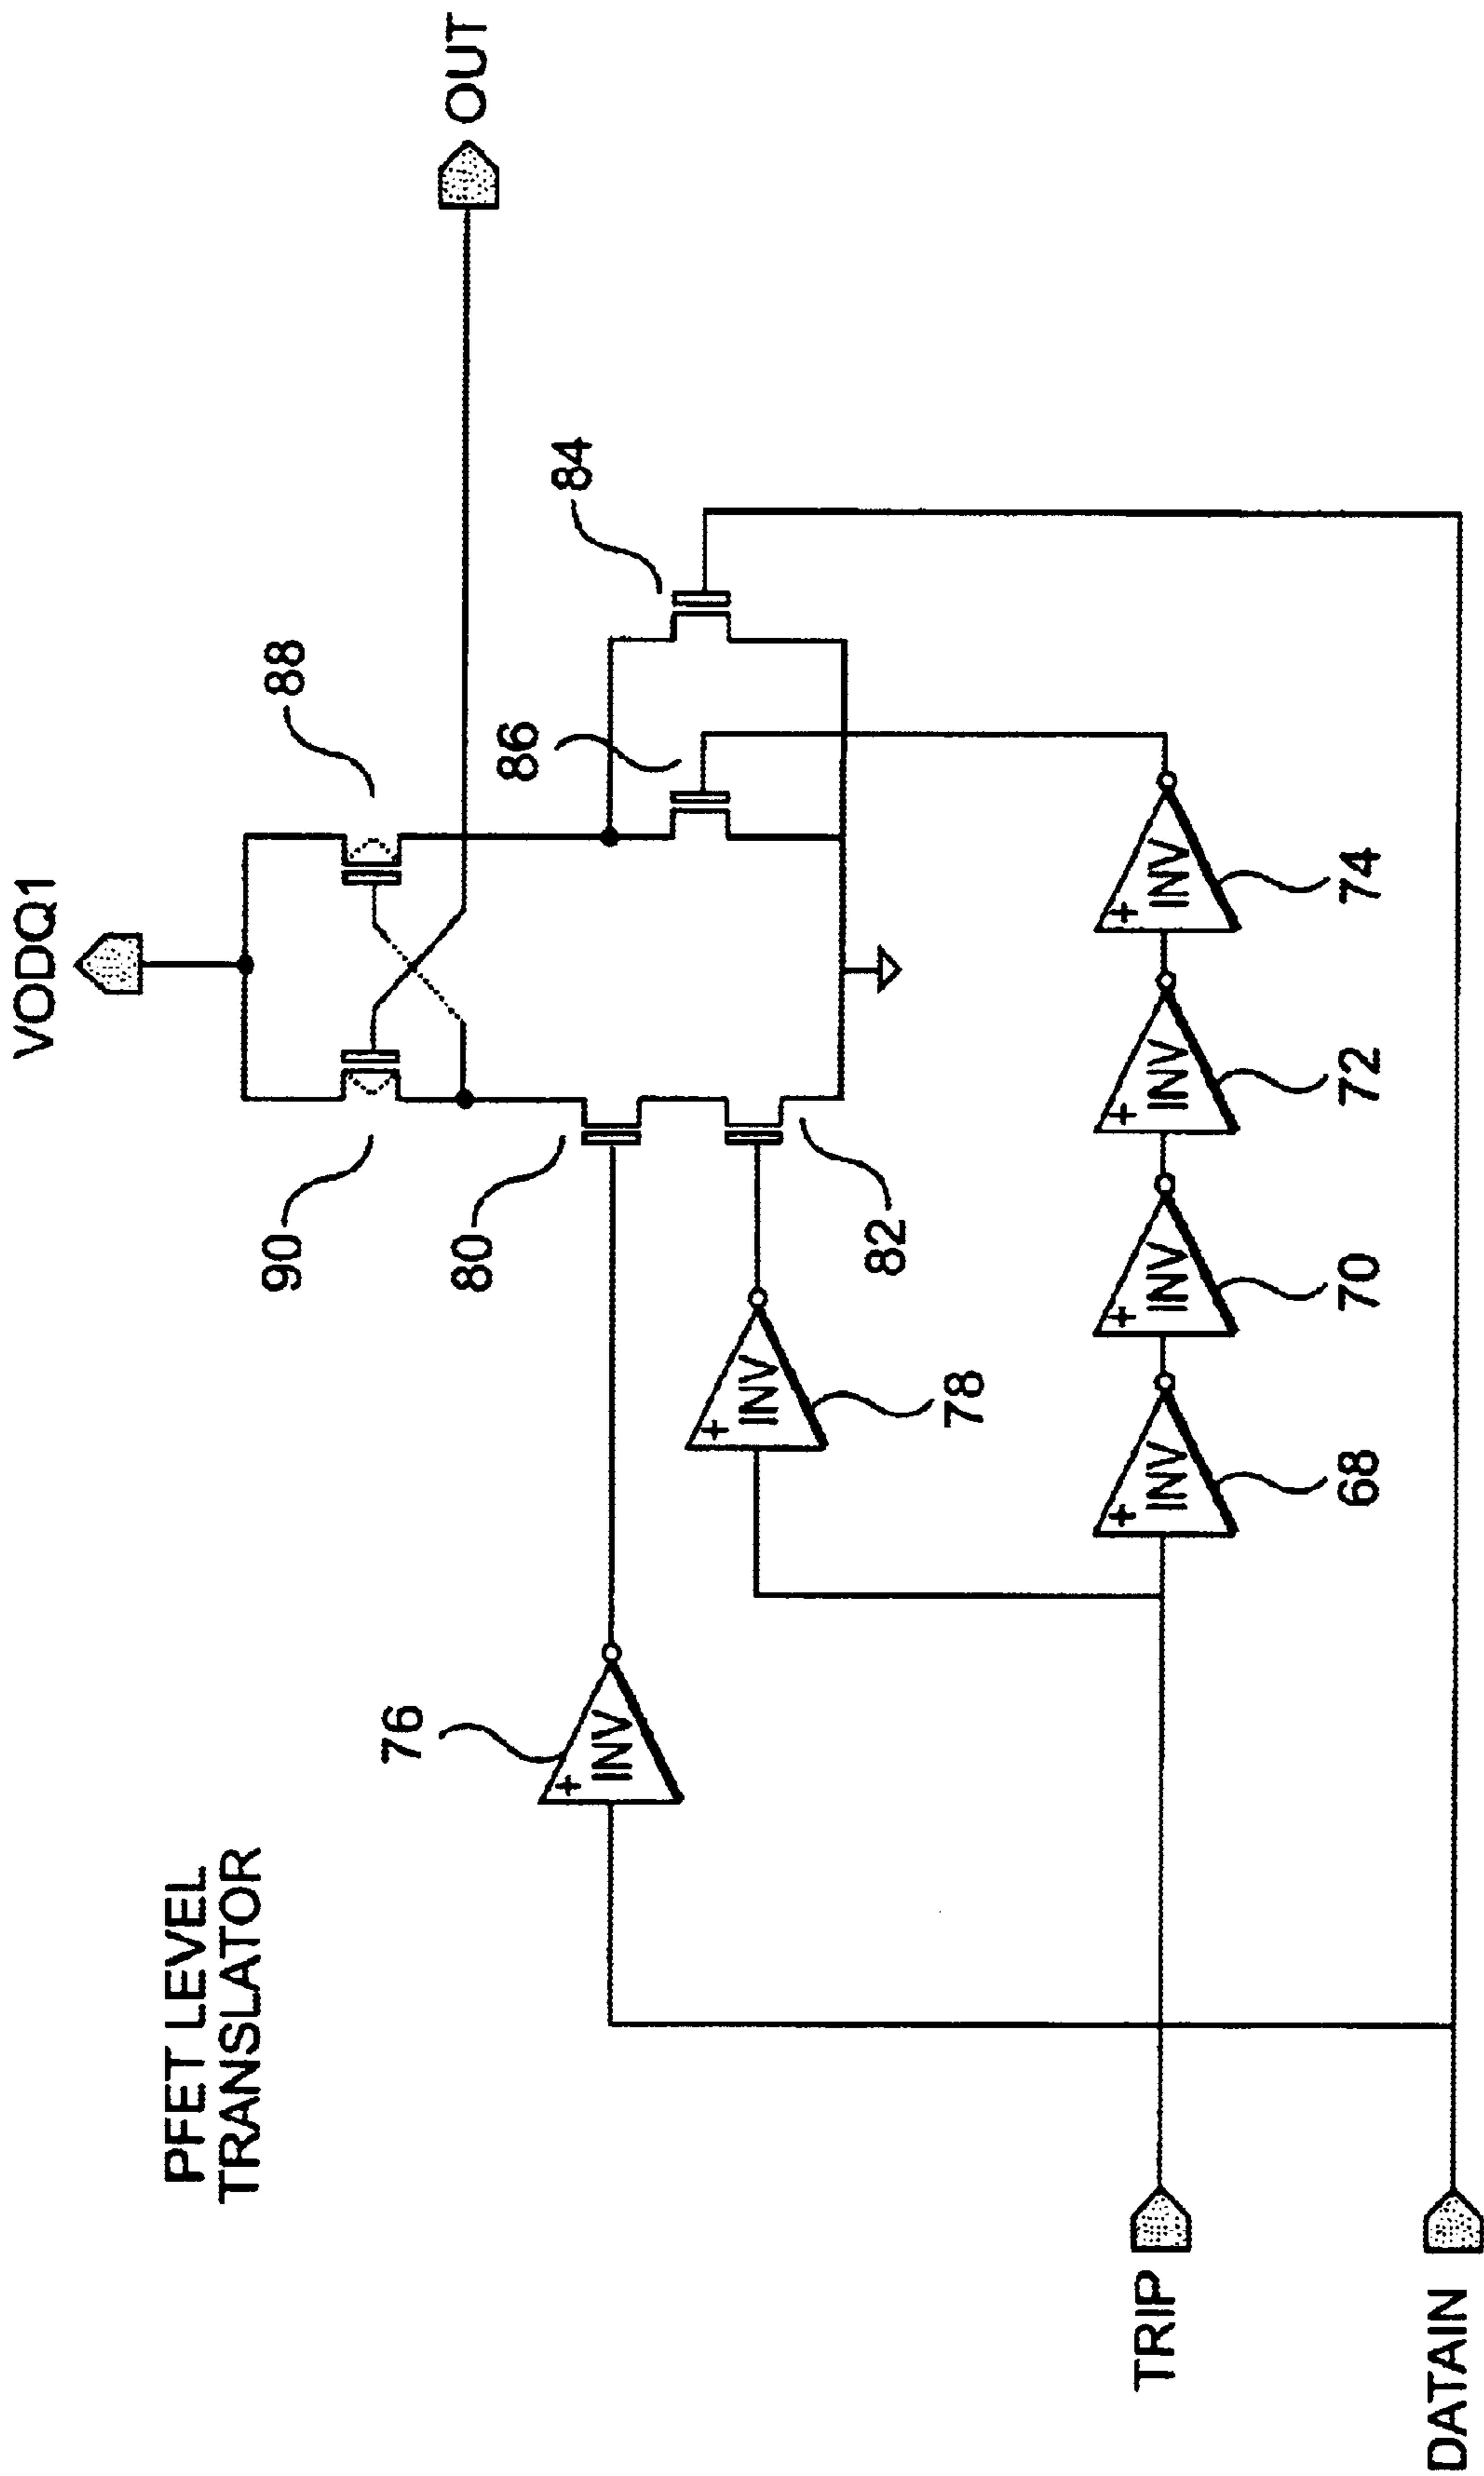 PFET LEVEL
TRANSLATOR
VODQ1
OUT
90
88
80
86
84
82
76
INV
+
78
INV
+
INV
+
68
INV
+
70
INV
+
72
INV
+
74
TRIP
DATAIN